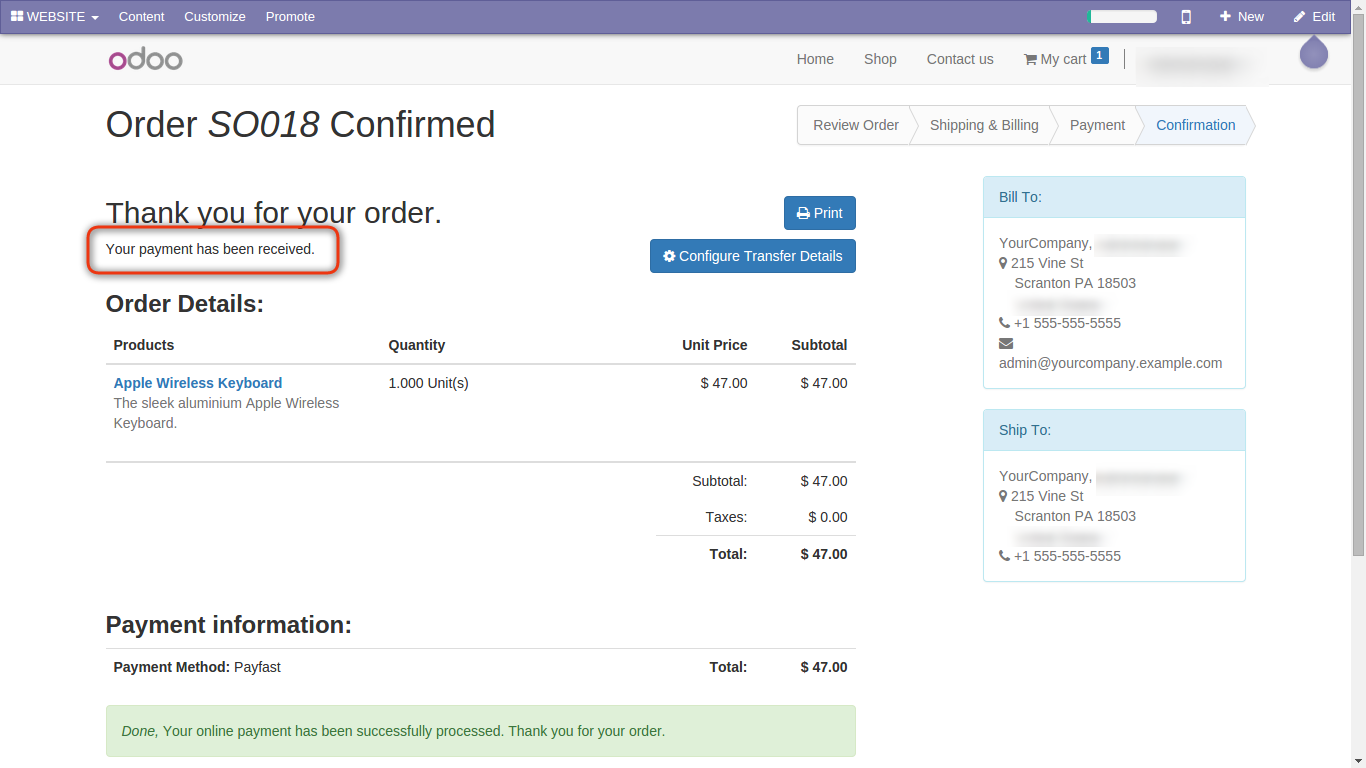 WEBSITE Content Customize Promote New Edit
odoo Home Shop Contact us My cart 1
Order SO018 Confirmed
Review Order Shipping & Billing Payment Confirmation
Thank you for your order.
Print
Your payment has been received.
Configure Transfer Details
Order Details:
Products Quantity Unit Price Subtotal
Apple Wireless Keyboard 1.000 Unit(s) $ 47.00 $ 47.00
The sleek aluminium Apple Wireless
Keyboard.
Subtotal: $ 47.00
Taxes: $ 0.00
Total: $ 47.00
Payment information:
Payment Method: Payfast Total: $ 47.00
Done, Your online payment has been successfully processed. Thank you for your order.
Bill To:
YourCompany,
215 Vine St
Scranton PA 18503
+1 555-555-5555
admin@yourcompany.example.com
Ship To:
YourCompany,
215 Vine St
Scranton PA 18503
+1 555-555-5555